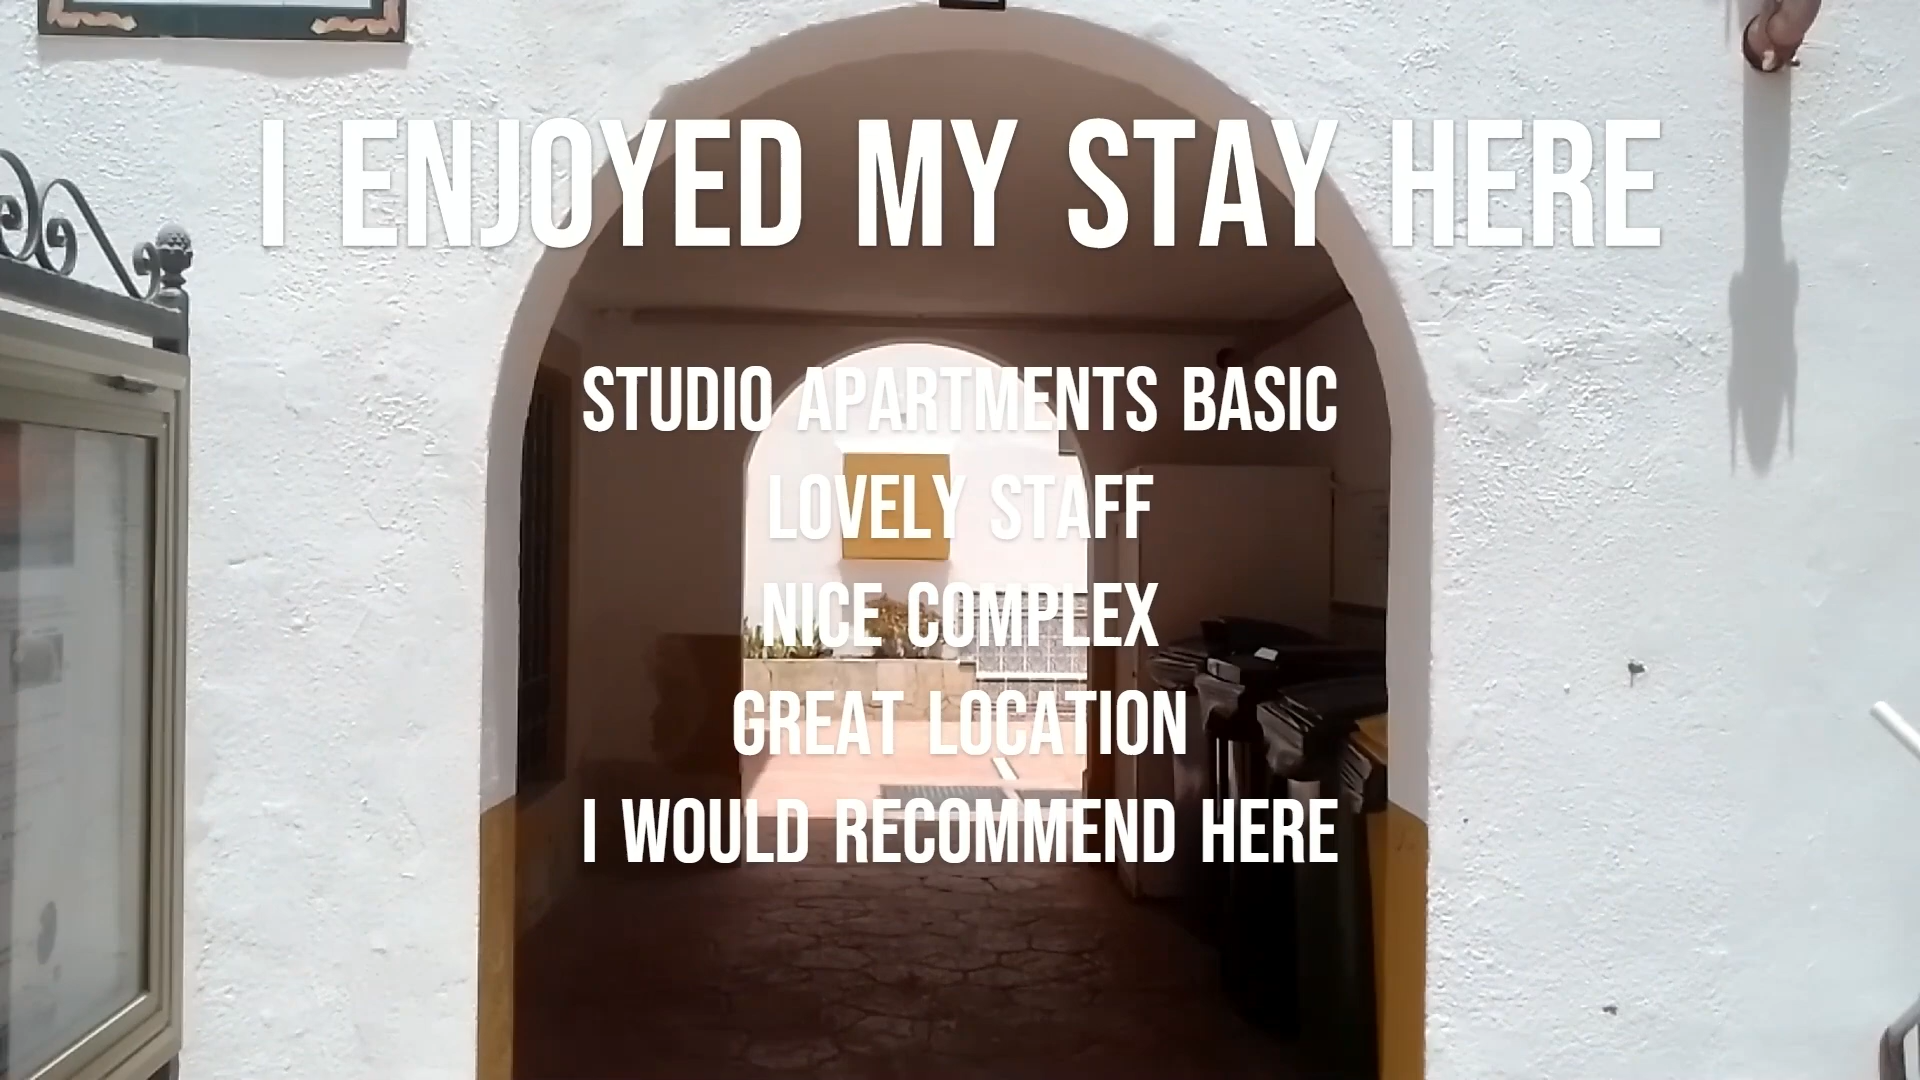 I ENJOYED MY STAY HERE
STUDIO APARTMENTS BASIC
LOVELY STAFF
NICE COMPLEX
GREAT LOCATION
I WOULD RECOMMEND HERE